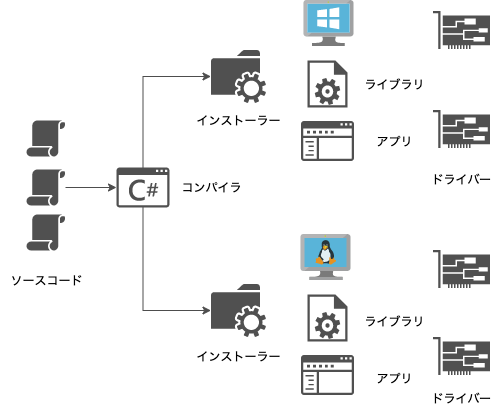 ライブラリ
インストーラー
アプリ
ドライバー
C#
コンパイラ
ソースコード
ライブラリ
インストーラー
アプリ
ドライバー